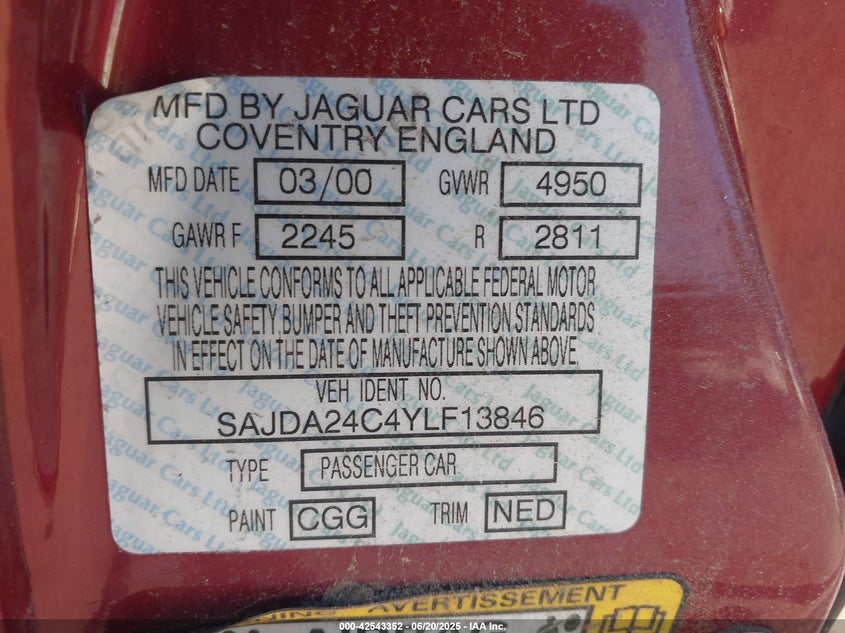 MFD BY JAGUAR CARS LTD
COVENTRY ENGLAND
MFD DATE 03/00 GVWR 4950
GAWR F 2245 R 2811
THIS VEHICLE CONFORMS TO ALL APPLICABLE FEDERAL MOTOR
VEHICLE SAFETY, BUMPER AND THEFT PREVENTION STANDARDS
IN EFFECT ON THE DATE OF MANUFACTURE SHOWN ABOVE.
VEH IDENT NO.
SAJDA24C4YLF13846
TYPE PASSENGER CAR
PAINT CGG TRIM NED
AVERTISSEMENT
000-42543352 - 06/20/2025 - IAA Inc.